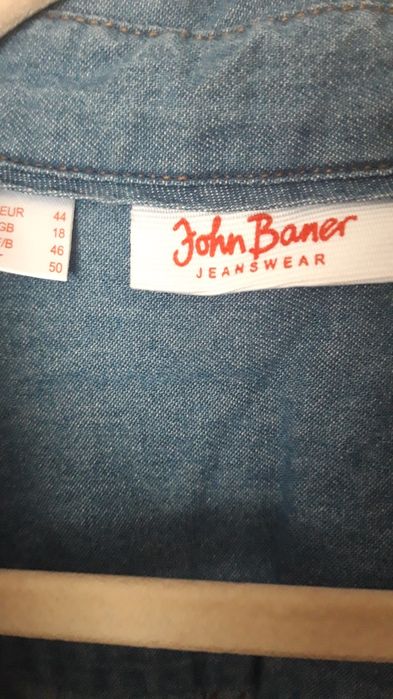 EUR 44
GB 18
F/B 46
50
John Baner
JEANSWEAR